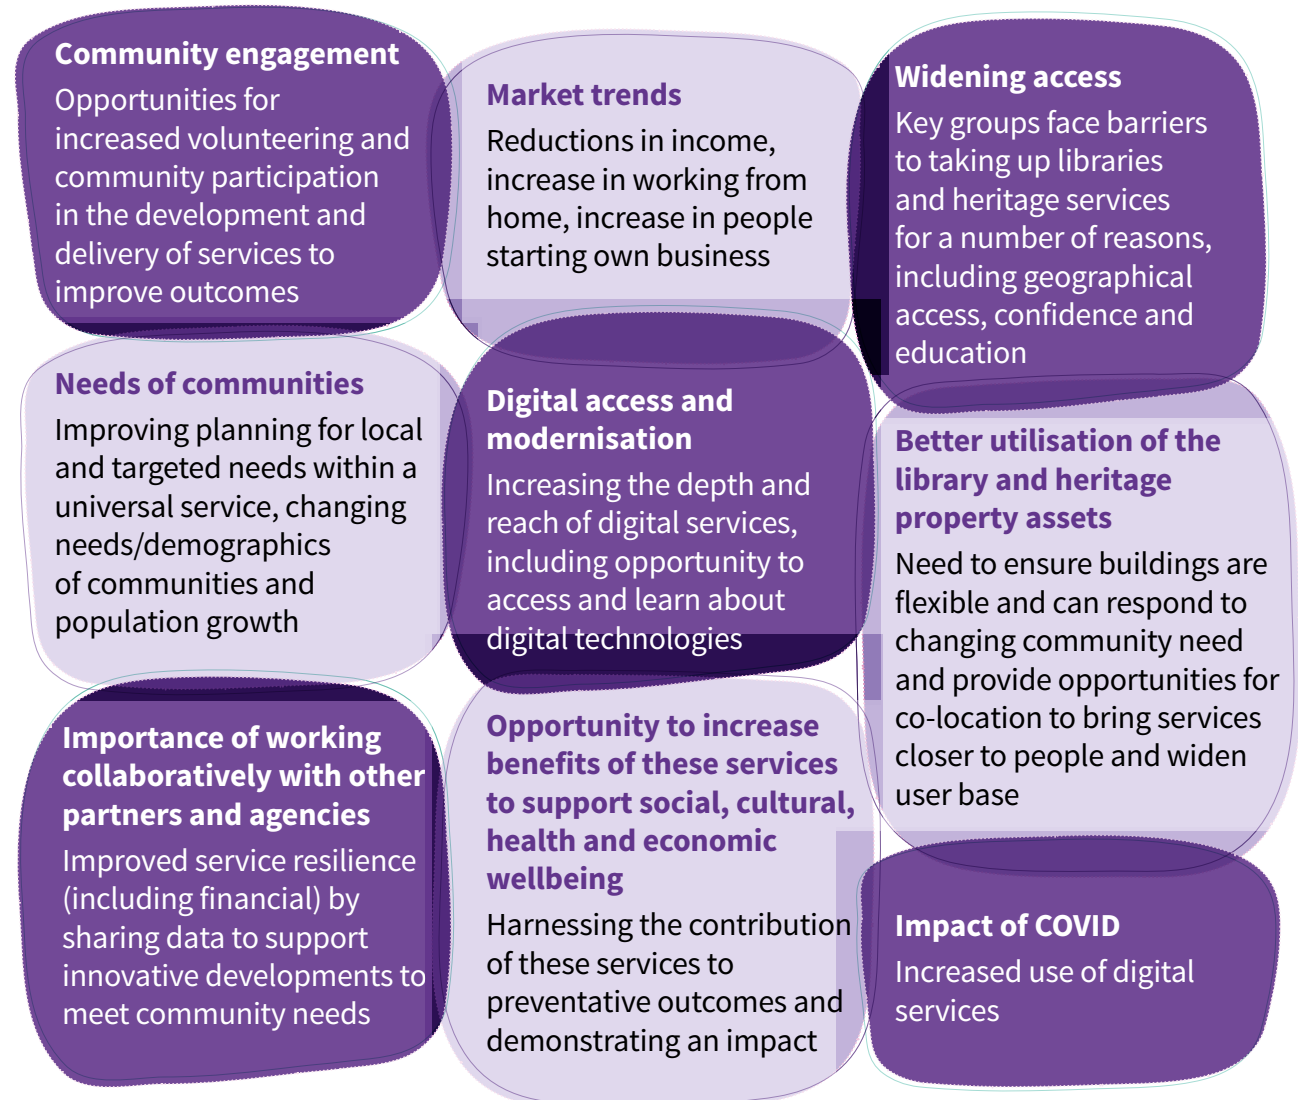 Community engagement
Opportunities for
increased volunteering and
community participation
in the development and
delivery of services to
improve outcomes
Market trends
Reductions in income,
increase in working from
home, increase in people
starting own business
Widening access
Key groups face barriers
to taking up libraries
and heritage services
for a number of reasons,
including geographical
access, confidence and
education
Needs of communities
Improving planning for local
and targeted needs within a
universal service, changing
needs/demographics
of communities and
population growth
Digital access and
modernisation
Increasing the depth and
reach of digital services,
including opportunity to
access and learn about
digital technologies
Better utilisation of the
library and heritage
property assets
Need to ensure buildings are
flexible and can respond to
changing community need
and provide opportunities for
co-location to bring services
closer to people and widen
user base
Importance of working
collaboratively with other
partners and agencies
Improved service resilience
(including financial) by
sharing data to support
innovative developments to
meet community needs
Opportunity to increase
benefits of these services
to support social, cultural,
health and economic
wellbeing
Harnessing the contribution
of these services to
preventative outcomes and
demonstrating an impact
Impact of COVID
Increased use of digital
services